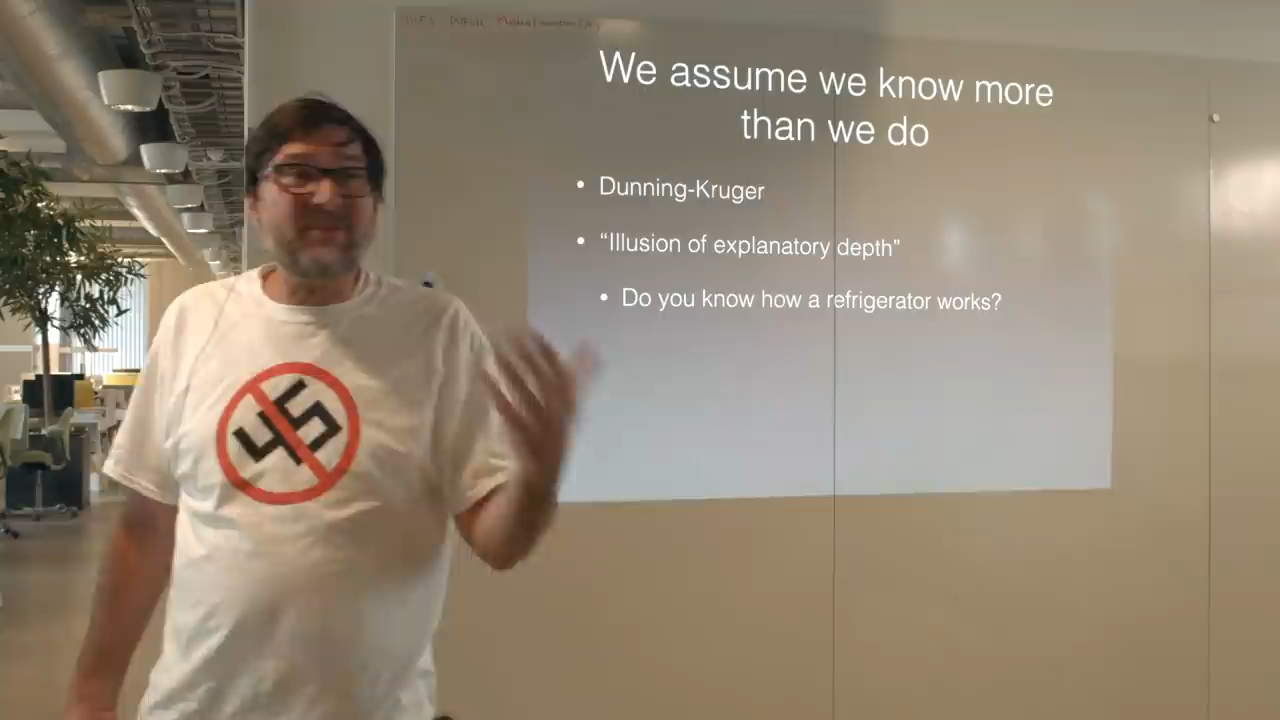 We assume we know more
than we do
• Dunning-Kruger
• “Illusion of explanatory depth”
• Do you know how a refrigerator works?
45